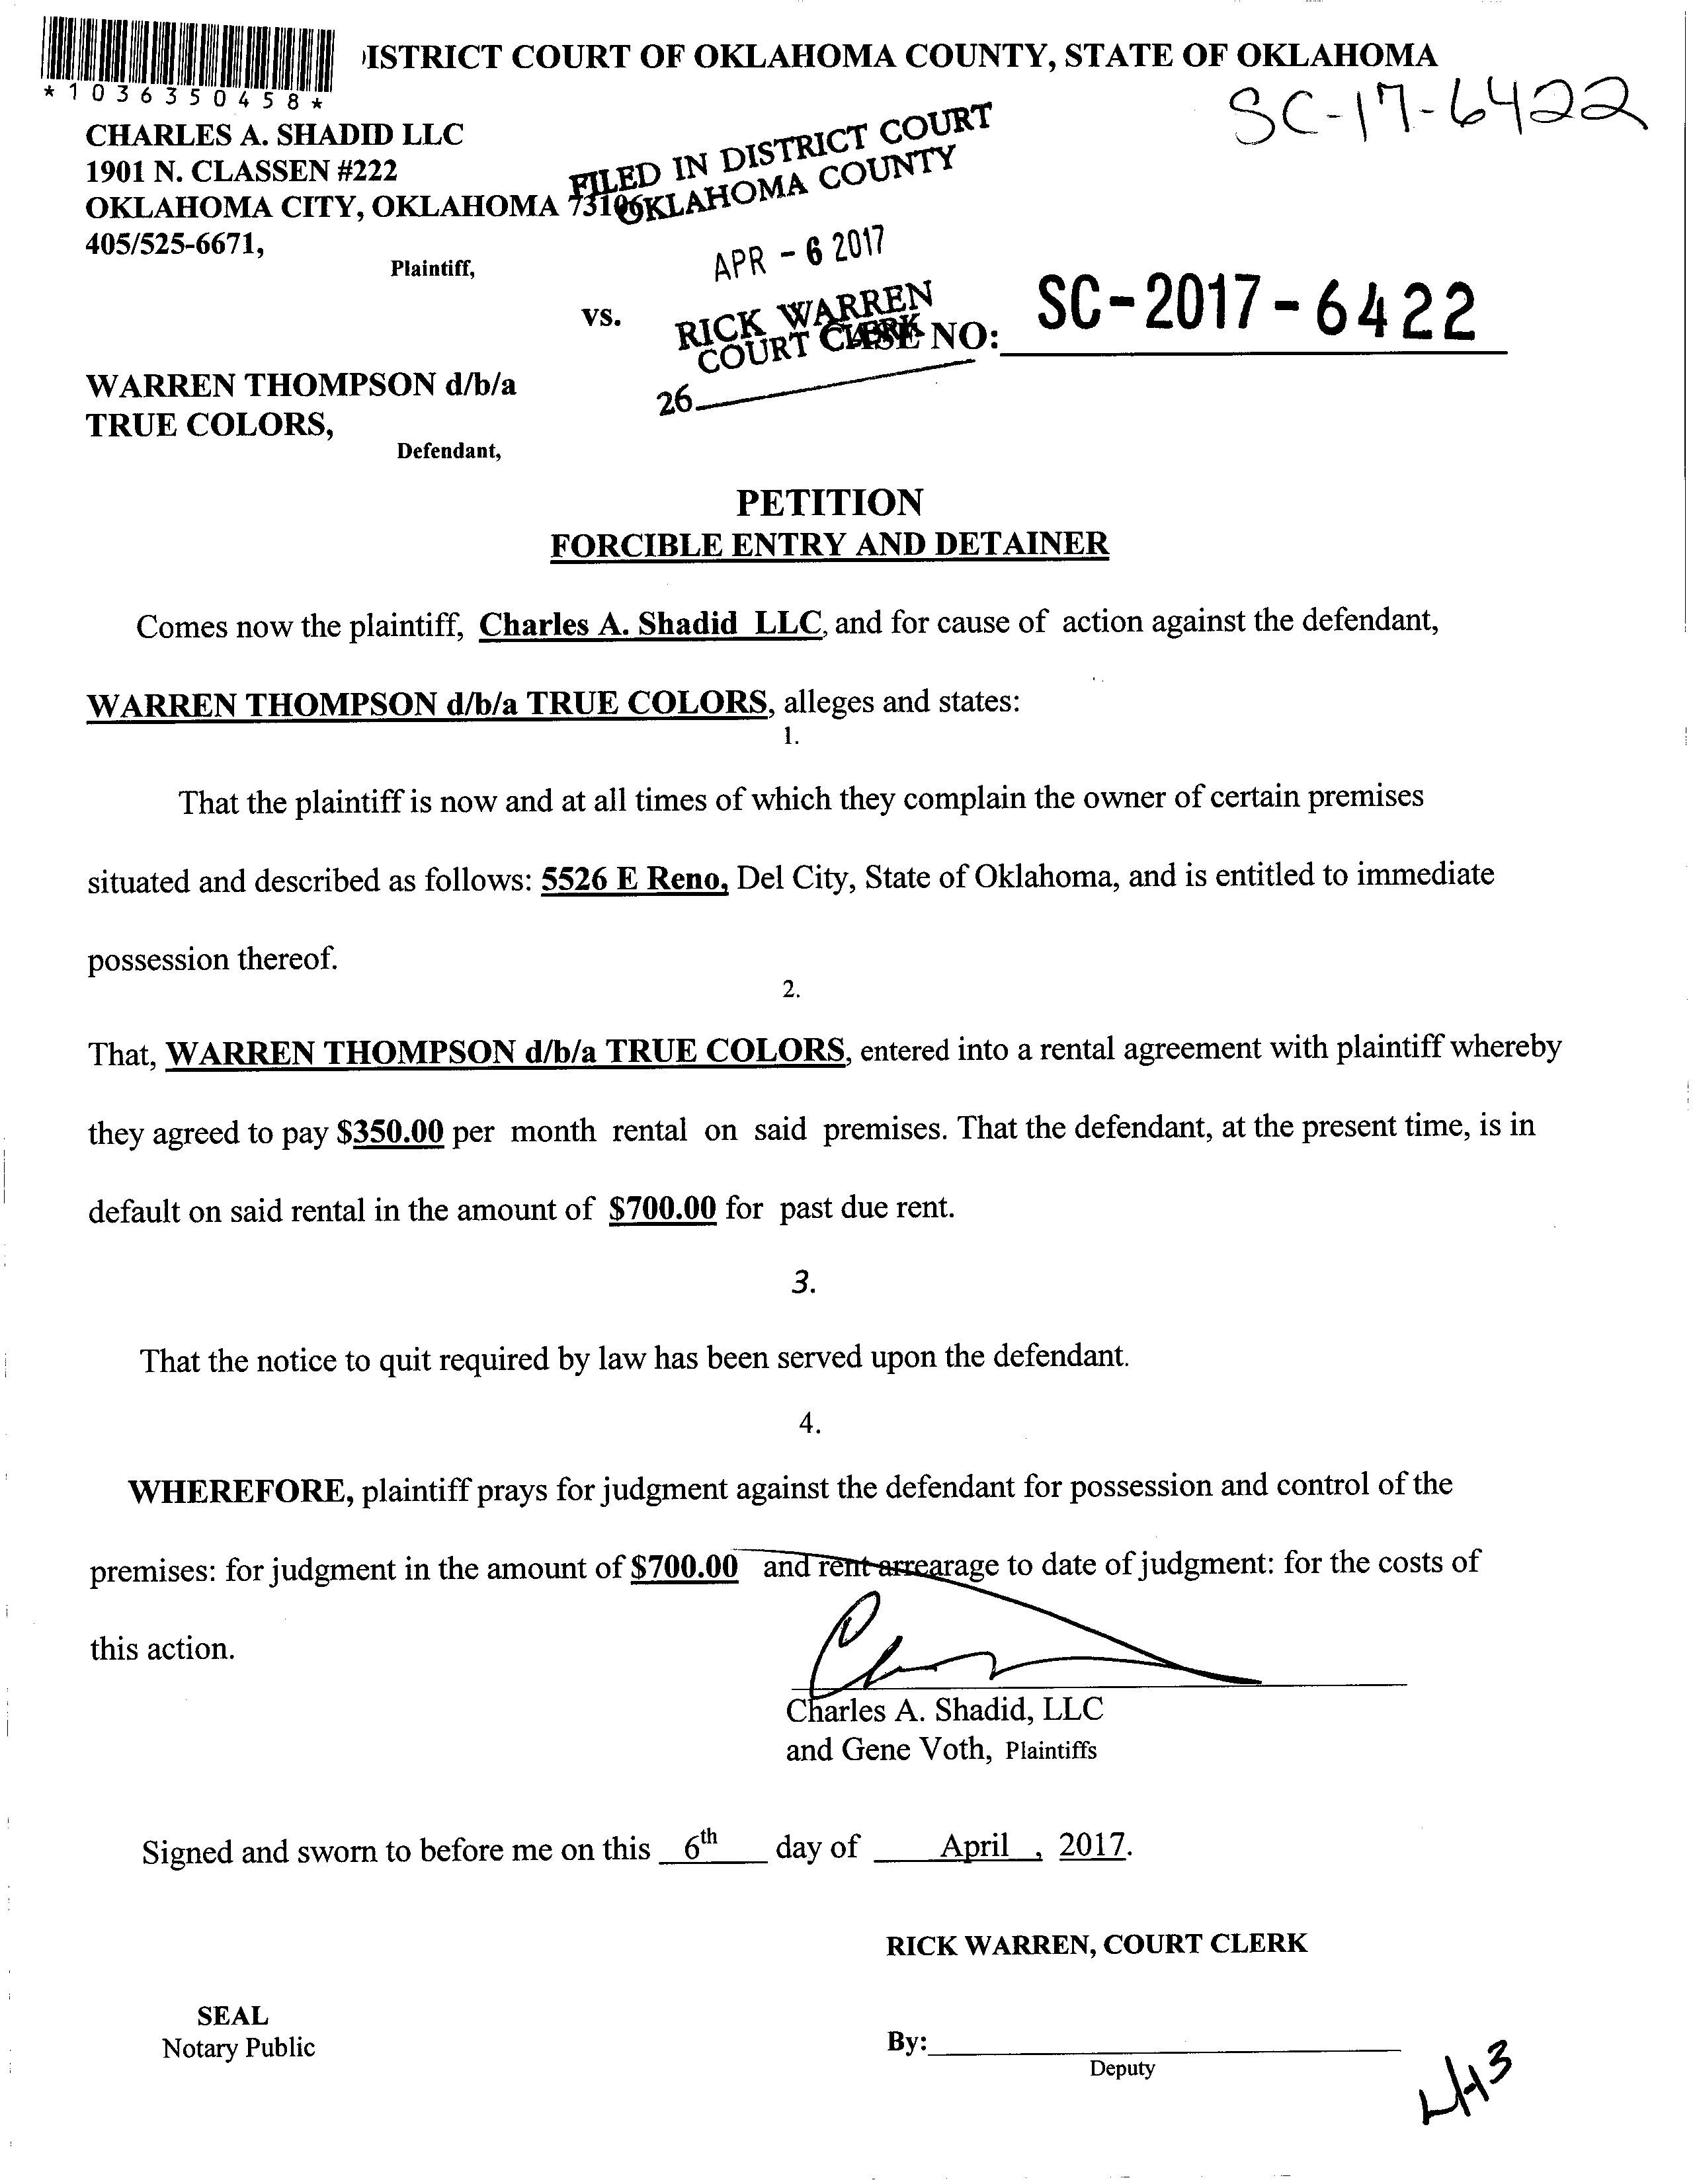 *1036350458*
DISTRICT COURT OF OKLAHOMA COUNTY, STATE OF OKLAHOMA
SC-17-6422
CHARLES A. SHADID LLC
1901 N. CLASSEN #222
OKLAHOMA CITY, OKLAHOMA 73106
405/525-6671,
Plaintiff,
FILED IN DISTRICT COURT
OKLAHOMA COUNTY
APR - 6 2017
RICK WARREN
COURT CLERK
26
vs.
CASE NO: SC-2017-6422
WARREN THOMPSON d/b/a
TRUE COLORS,
Defendant,
PETITION
FORCIBLE ENTRY AND DETAINER
Comes now the plaintiff, Charles A. Shadid LLC, and for cause of action against the defendant,
WARREN THOMPSON d/b/a TRUE COLORS, alleges and states:
1.
That the plaintiff is now and at all times of which they complain the owner of certain premises
situated and described as follows: 5526 E Reno, Del City, State of Oklahoma, and is entitled to immediate
possession thereof.
2.
That, WARREN THOMPSON d/b/a TRUE COLORS, entered into a rental agreement with plaintiff whereby
they agreed to pay $350.00 per month rental on said premises. That the defendant, at the present time, is in
default on said rental in the amount of $700.00 for past due rent.
3.
That the notice to quit required by law has been served upon the defendant.
4.
WHEREFORE, plaintiff prays for judgment against the defendant for possession and control of the
premises: for judgment in the amount of $700.00 and rent arrearage to date of judgment: for the costs of
this action.
Charles A. Shadid, LLC
and Gene Voth, Plaintiffs
Signed and sworn to before me on this 6th day of April , 2017.
RICK WARREN, COURT CLERK
SEAL
Notary Public
By:
Deputy